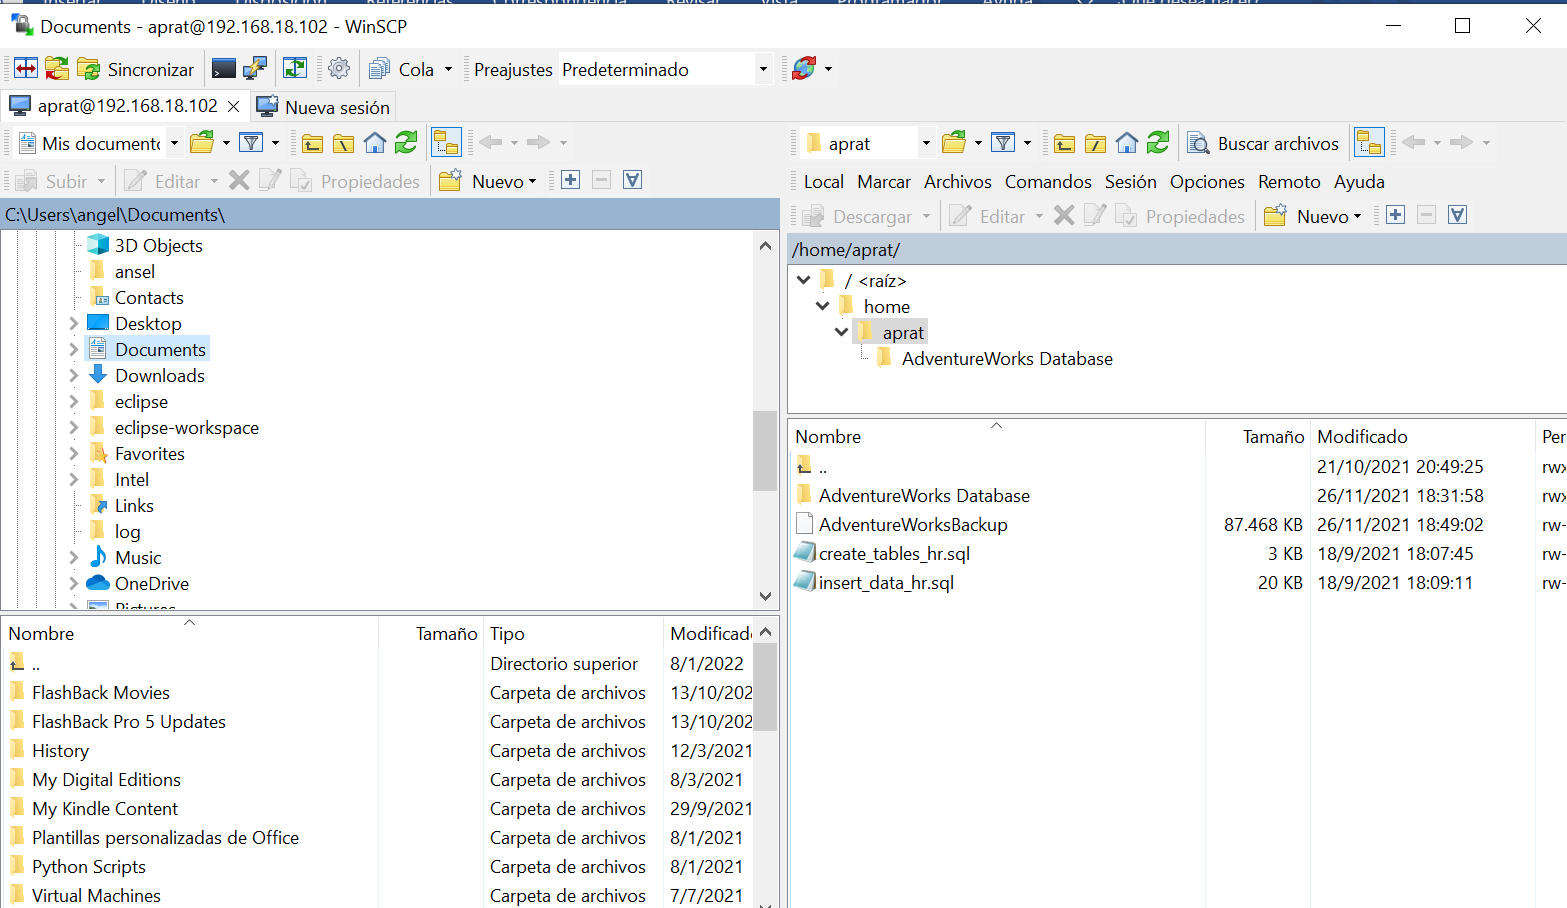 Documents - aprat@192.168.18.102 - WinSCP
Sincronizar Cola Preajustes Predeterminado
aprat@192.168.18.102 Nueva sesión
Mis document
Subir Editar Propiedades Nuevo
C:\Users\angel\Documents\
3D Objects
ansel
Contacts
Desktop
Documents
Downloads
eclipse
eclipse-workspace
Favorites
Intel
Links
log
Music
OneDrive
Pictures
Nombre Tamaño Tipo Modificado
.. Directorio superior 8/1/2022
FlashBack Movies Carpeta de archivos 13/10/202
FlashBack Pro 5 Updates Carpeta de archivos 13/10/202
History Carpeta de archivos 12/3/2021
My Digital Editions Carpeta de archivos 8/3/2021
My Kindle Content Carpeta de archivos 29/9/2021
Plantillas personalizadas de Office Carpeta de archivos 8/1/2021
Python Scripts Carpeta de archivos 8/1/2021
Virtual Machines Carpeta de archivos 7/7/2021
aprat Buscar archivos
Local Marcar Archivos Comandos Sesión Opciones Remoto Ayuda
Descargar Editar Propiedades Nuevo
/home/aprat/
/ <raíz>
home
aprat
AdventureWorks Database
Nombre Tamaño Modificado Per
.. 21/10/2021 20:49:25 rwx
AdventureWorks Database 26/11/2021 18:31:58 rwx
AdventureWorksBackup 87.468 KB 26/11/2021 18:49:02 rw-
create_tables_hr.sql 3 KB 18/9/2021 18:07:45 rw-
insert_data_hr.sql 20 KB 18/9/2021 18:09:11 rw-